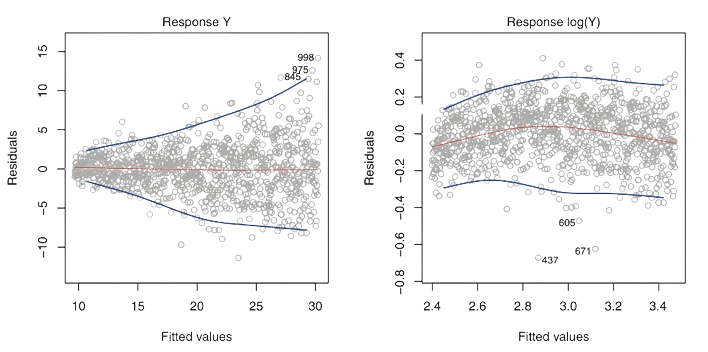 Response Y
Residuals
15
10
5
0
−5
−10
998
975
845
10 15 20 25 30
Fitted values
Response log(Y)
Residuals
0.4
0.2
0.0
−0.2
−0.4
−0.6
−0.8
605
671
437
2.4 2.6 2.8 3.0 3.2 3.4
Fitted values